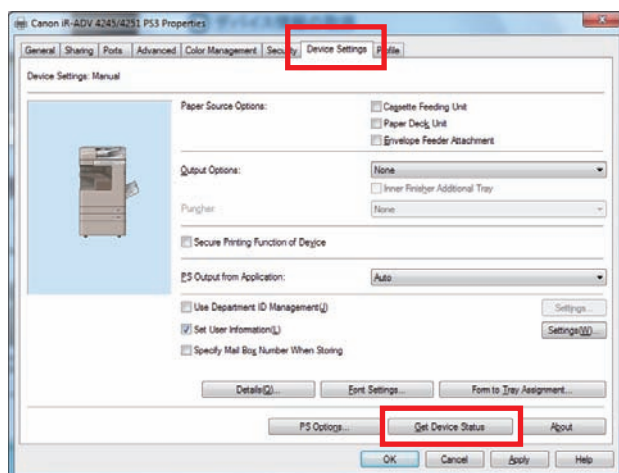 Canon iR-ADV 4245/4251 PS3 Properties
General Sharing Ports Advanced Color Management Security Device Settings Profile
Device Settings: Manual
Paper Source Options:
Cassette Feeding Unit
Paper Deck Unit
Envelope Feeder Attachment
Output Options: None
Inner Finisher Additional Tray
Puncher None
Secure Printing Function of Device
PS Output from Application: Auto
Use Department ID Management(J) Settings...
Set User Information(L) Settings(W)...
Specify Mail Box Number When Storing
Details(Q)... Font Settings... Form to Tray Assignment...
PS Options... Get Device Status About
OK Cancel Apply Help